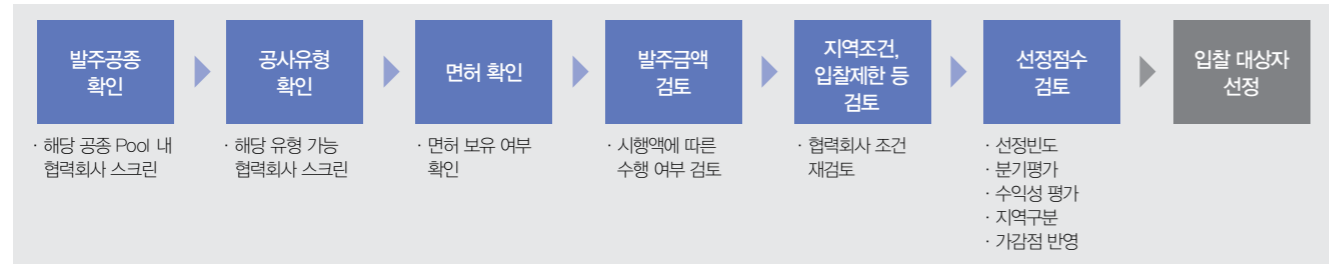 발주공종
확인
· 해당 공종 Pool 내
협력회사 스크린
공사유형
확인
· 해당 유형 가능
협력회사 스크린
면허 확인
· 면허 보유 여부
확인
발주금액
검토
· 시행액에 따른
수행 여부 검토
지역조건,
입찰제한 등
검토
· 협력회사 조건
재검토
선정점수
검토
· 선정빈도
· 분기평가
· 수익성 평가
· 지역구분
· 가감점 반영
입찰 대상자
선정